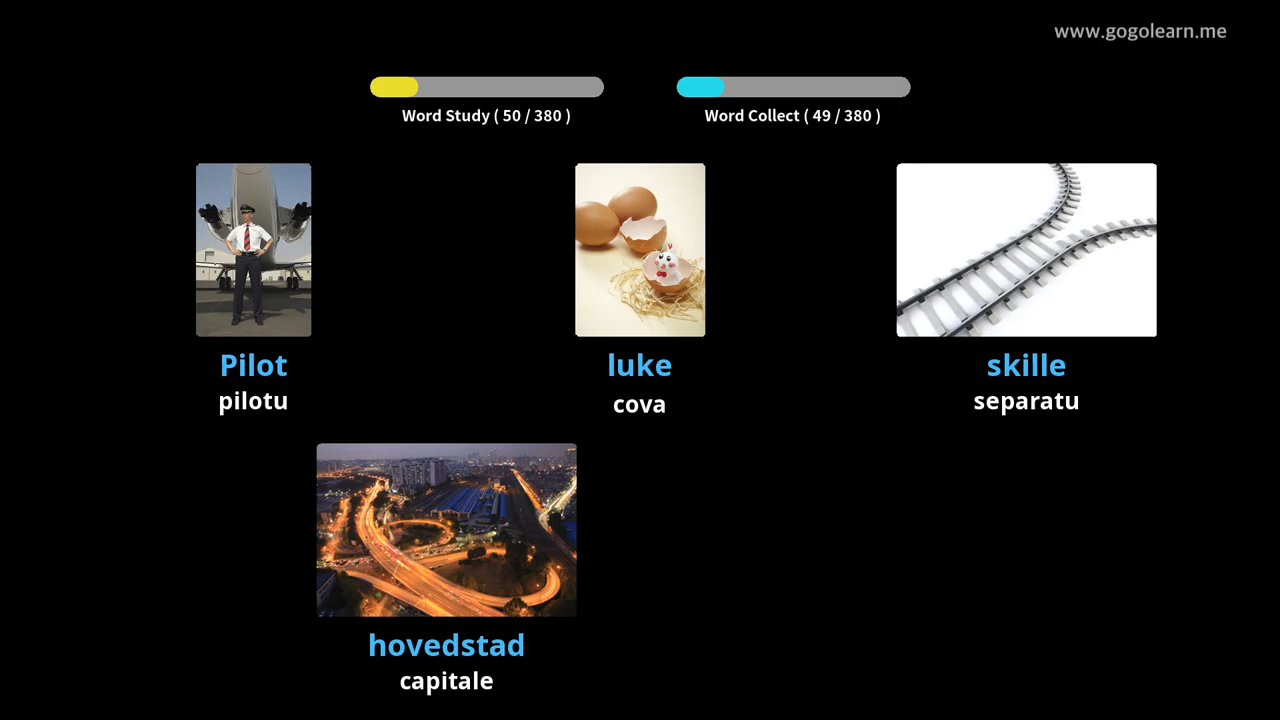 www.gogolearn.me
Word Study ( 50 / 380 )
Word Collect ( 49 / 380 )
Pilot
pilotu
luke
cova
skille
separatu
hovedstad
capitale